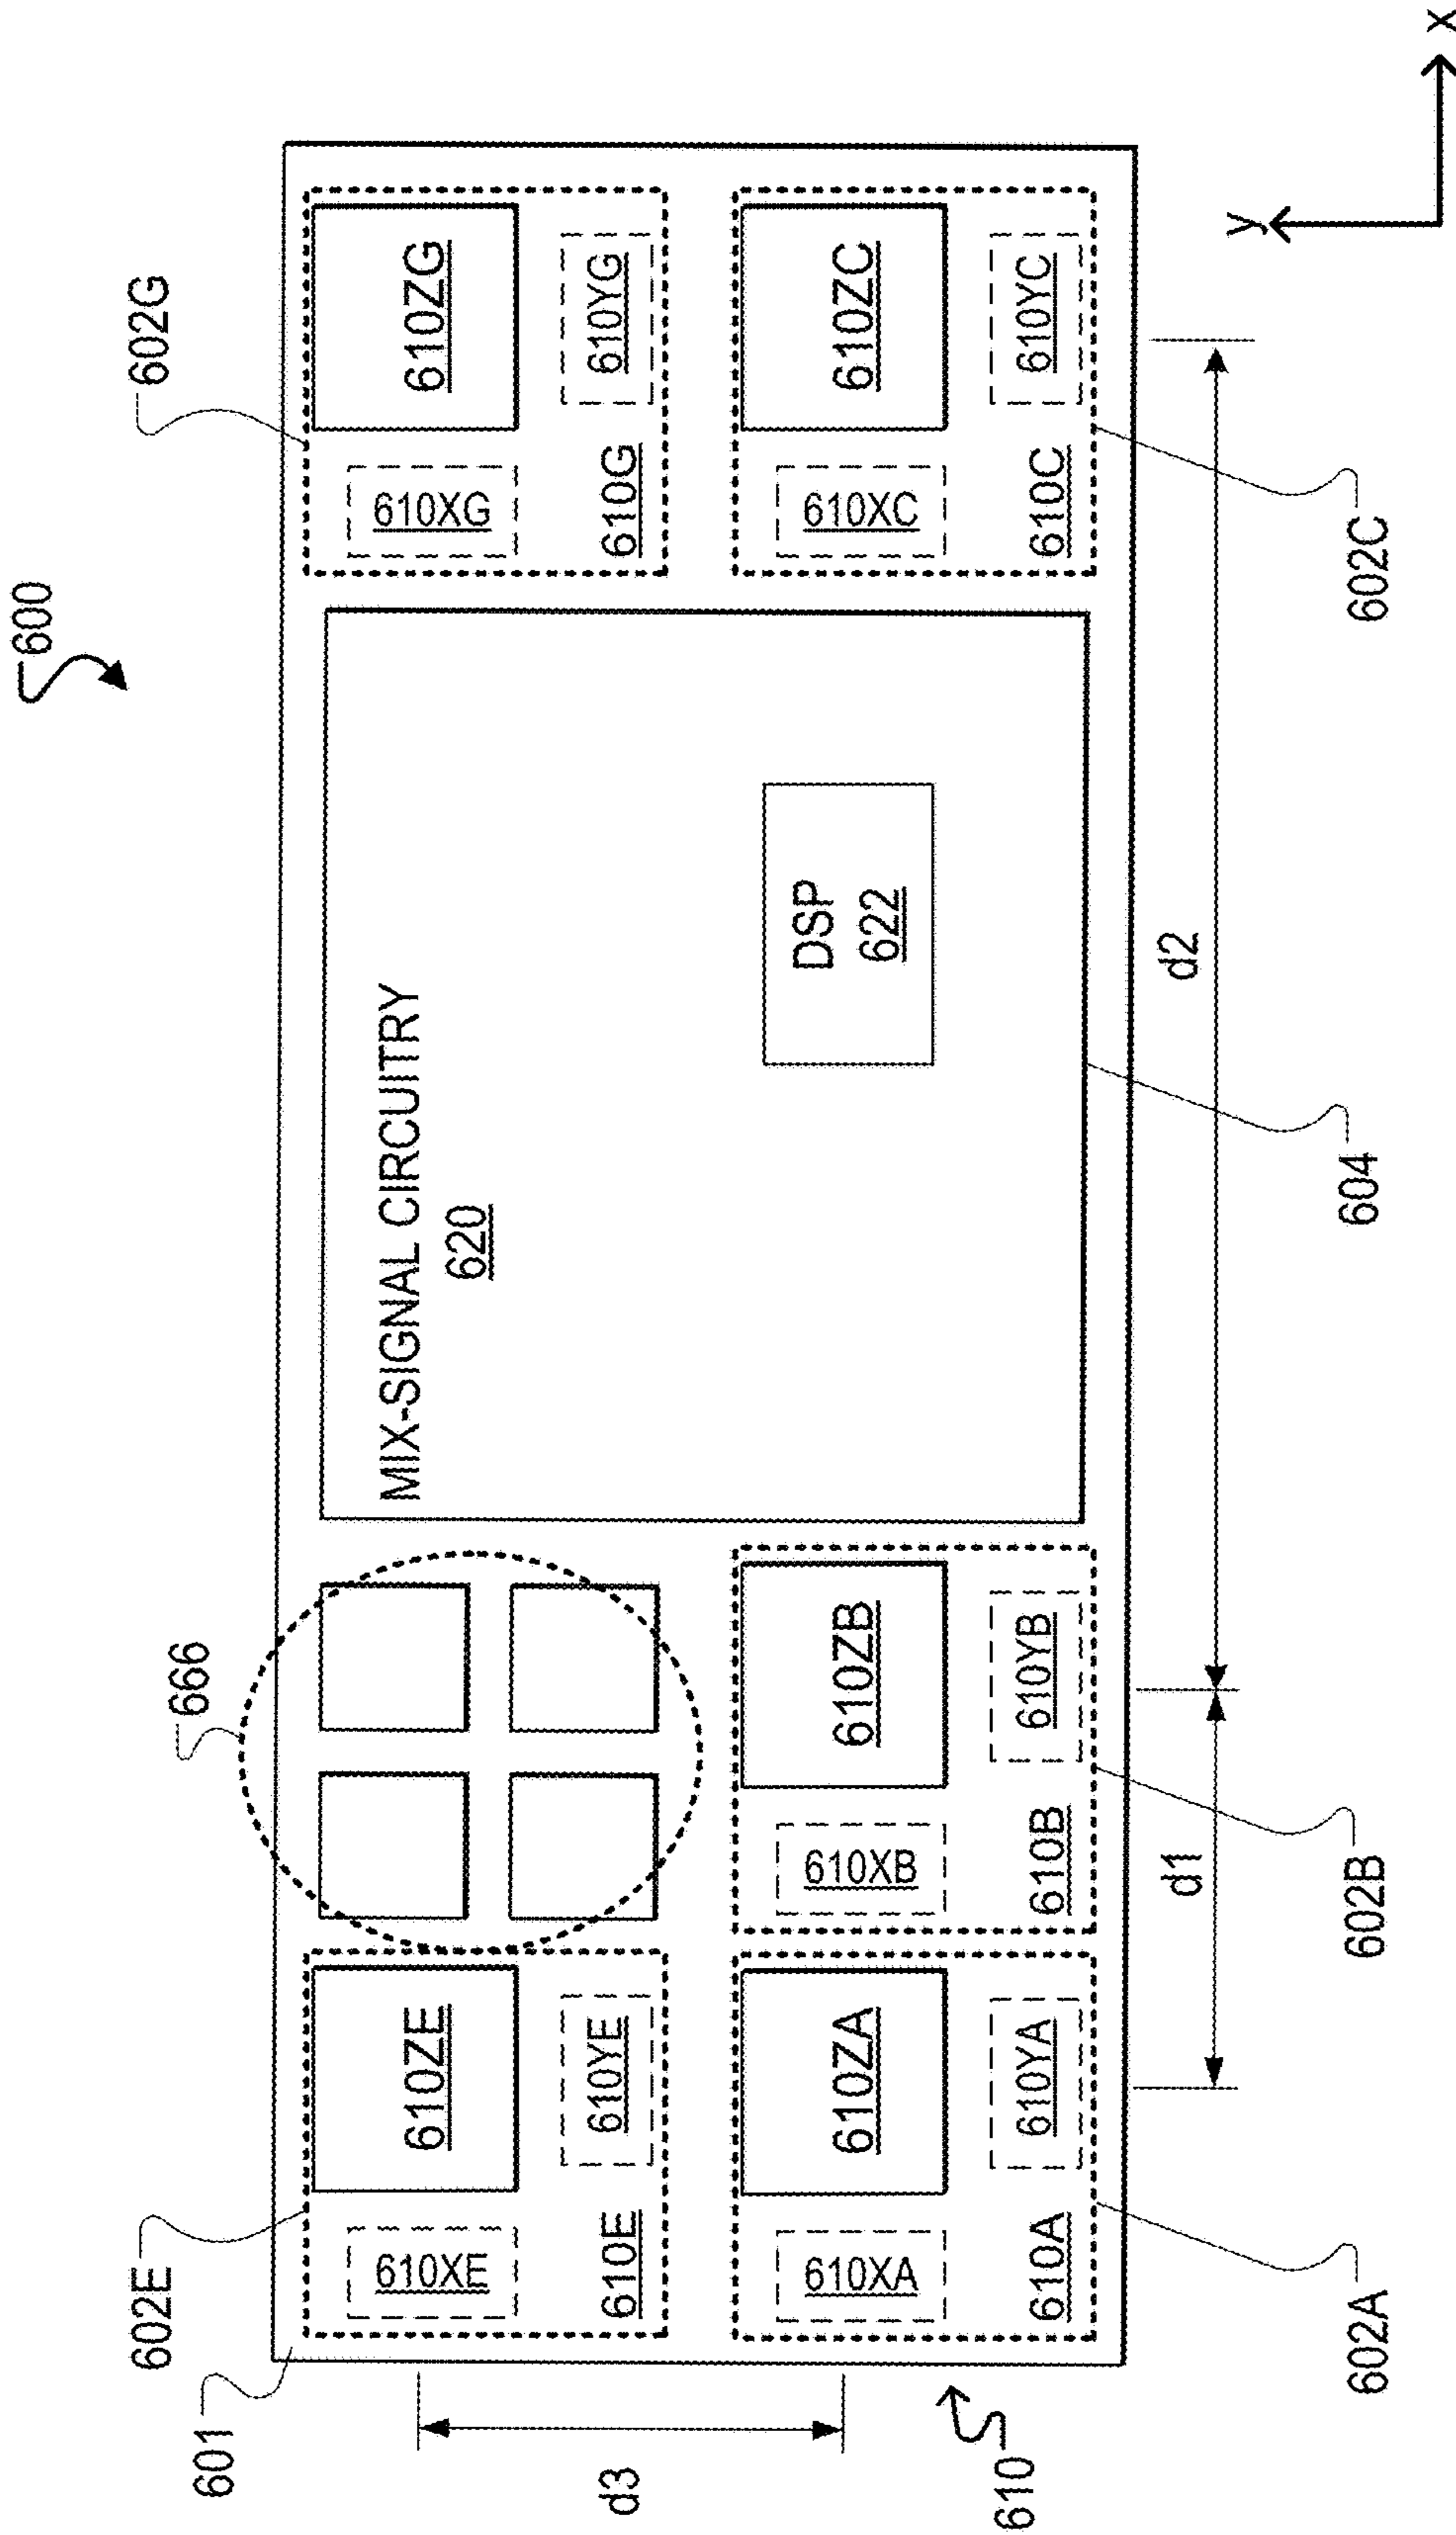 600
602E
666
602G
601
MIX-SIGNAL CIRCUITRY
620
610XE
610ZE
610XG
610ZG
610E
610YE
610G
610YG
d3
DSP
622
610XA
610ZA
610XB
610ZB
610XC
610ZC
610
610A
610YA
610B
610YB
610C
610YC
d1
d2
y
602A
602B
604
602C
x